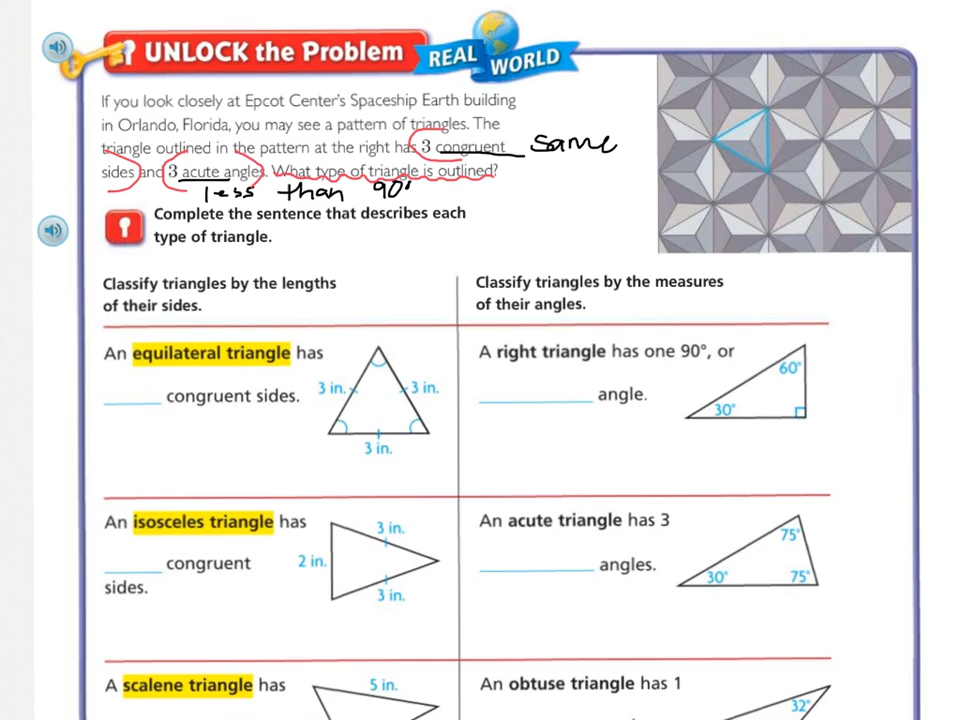 UNLOCK the Problem REAL WORLD
If you look closely at Epcot Center's Spaceship Earth building
in Orlando, Florida, you may see a pattern of triangles. The
triangle outlined in the pattern at the right has 3 congruent same
sides and 3 acute angles. What type of triangle is outlined?
less than 90°
Complete the sentence that describes each
type of triangle.
Classify triangles by the lengths
of their sides.
An equilateral triangle has
____ congruent sides.
3 in.
3 in.
3 in.
An isosceles triangle has
____ congruent
sides.
3 in.
2 in.
3 in.
A scalene triangle has
5 in.
Classify triangles by the measures
of their angles.
A right triangle has one 90°, or
____ angle.
60°
30°
An acute triangle has 3
____ angles.
75°
30°
75°
An obtuse triangle has 1
32°